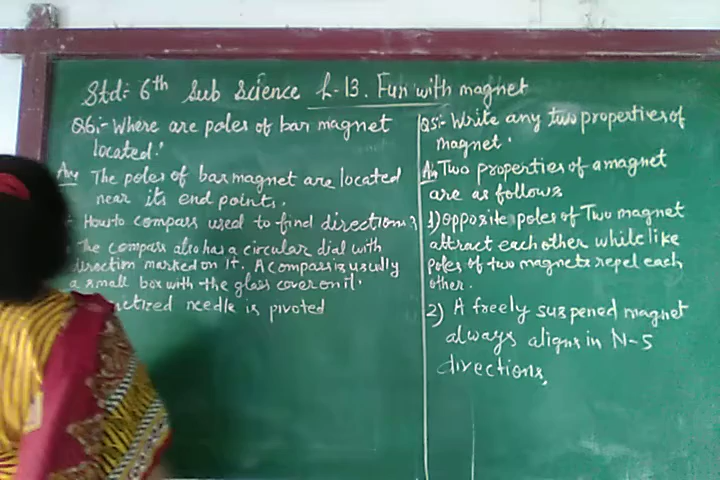 Std:- 6th Sub Science L-13. Fun with magnet
Q6:- Where are poles of bar magnet
located?
Ans The poles of bar magnet are located
near its end points.
How to compass used to find directions?
The compass also has a circular dial with
direction marked on it. A compass is usually
a small box with the glass cover on it.
needle is pivoted
Q5:- Write any two properties of
magnet.
Ans Two properties of a magnet
are as follows
1) Opposite poles of Two magnet
attract each other while like
poles of two magnets repel each
other.
2) A freely suspened magnet
always aligns in N-S
directions,